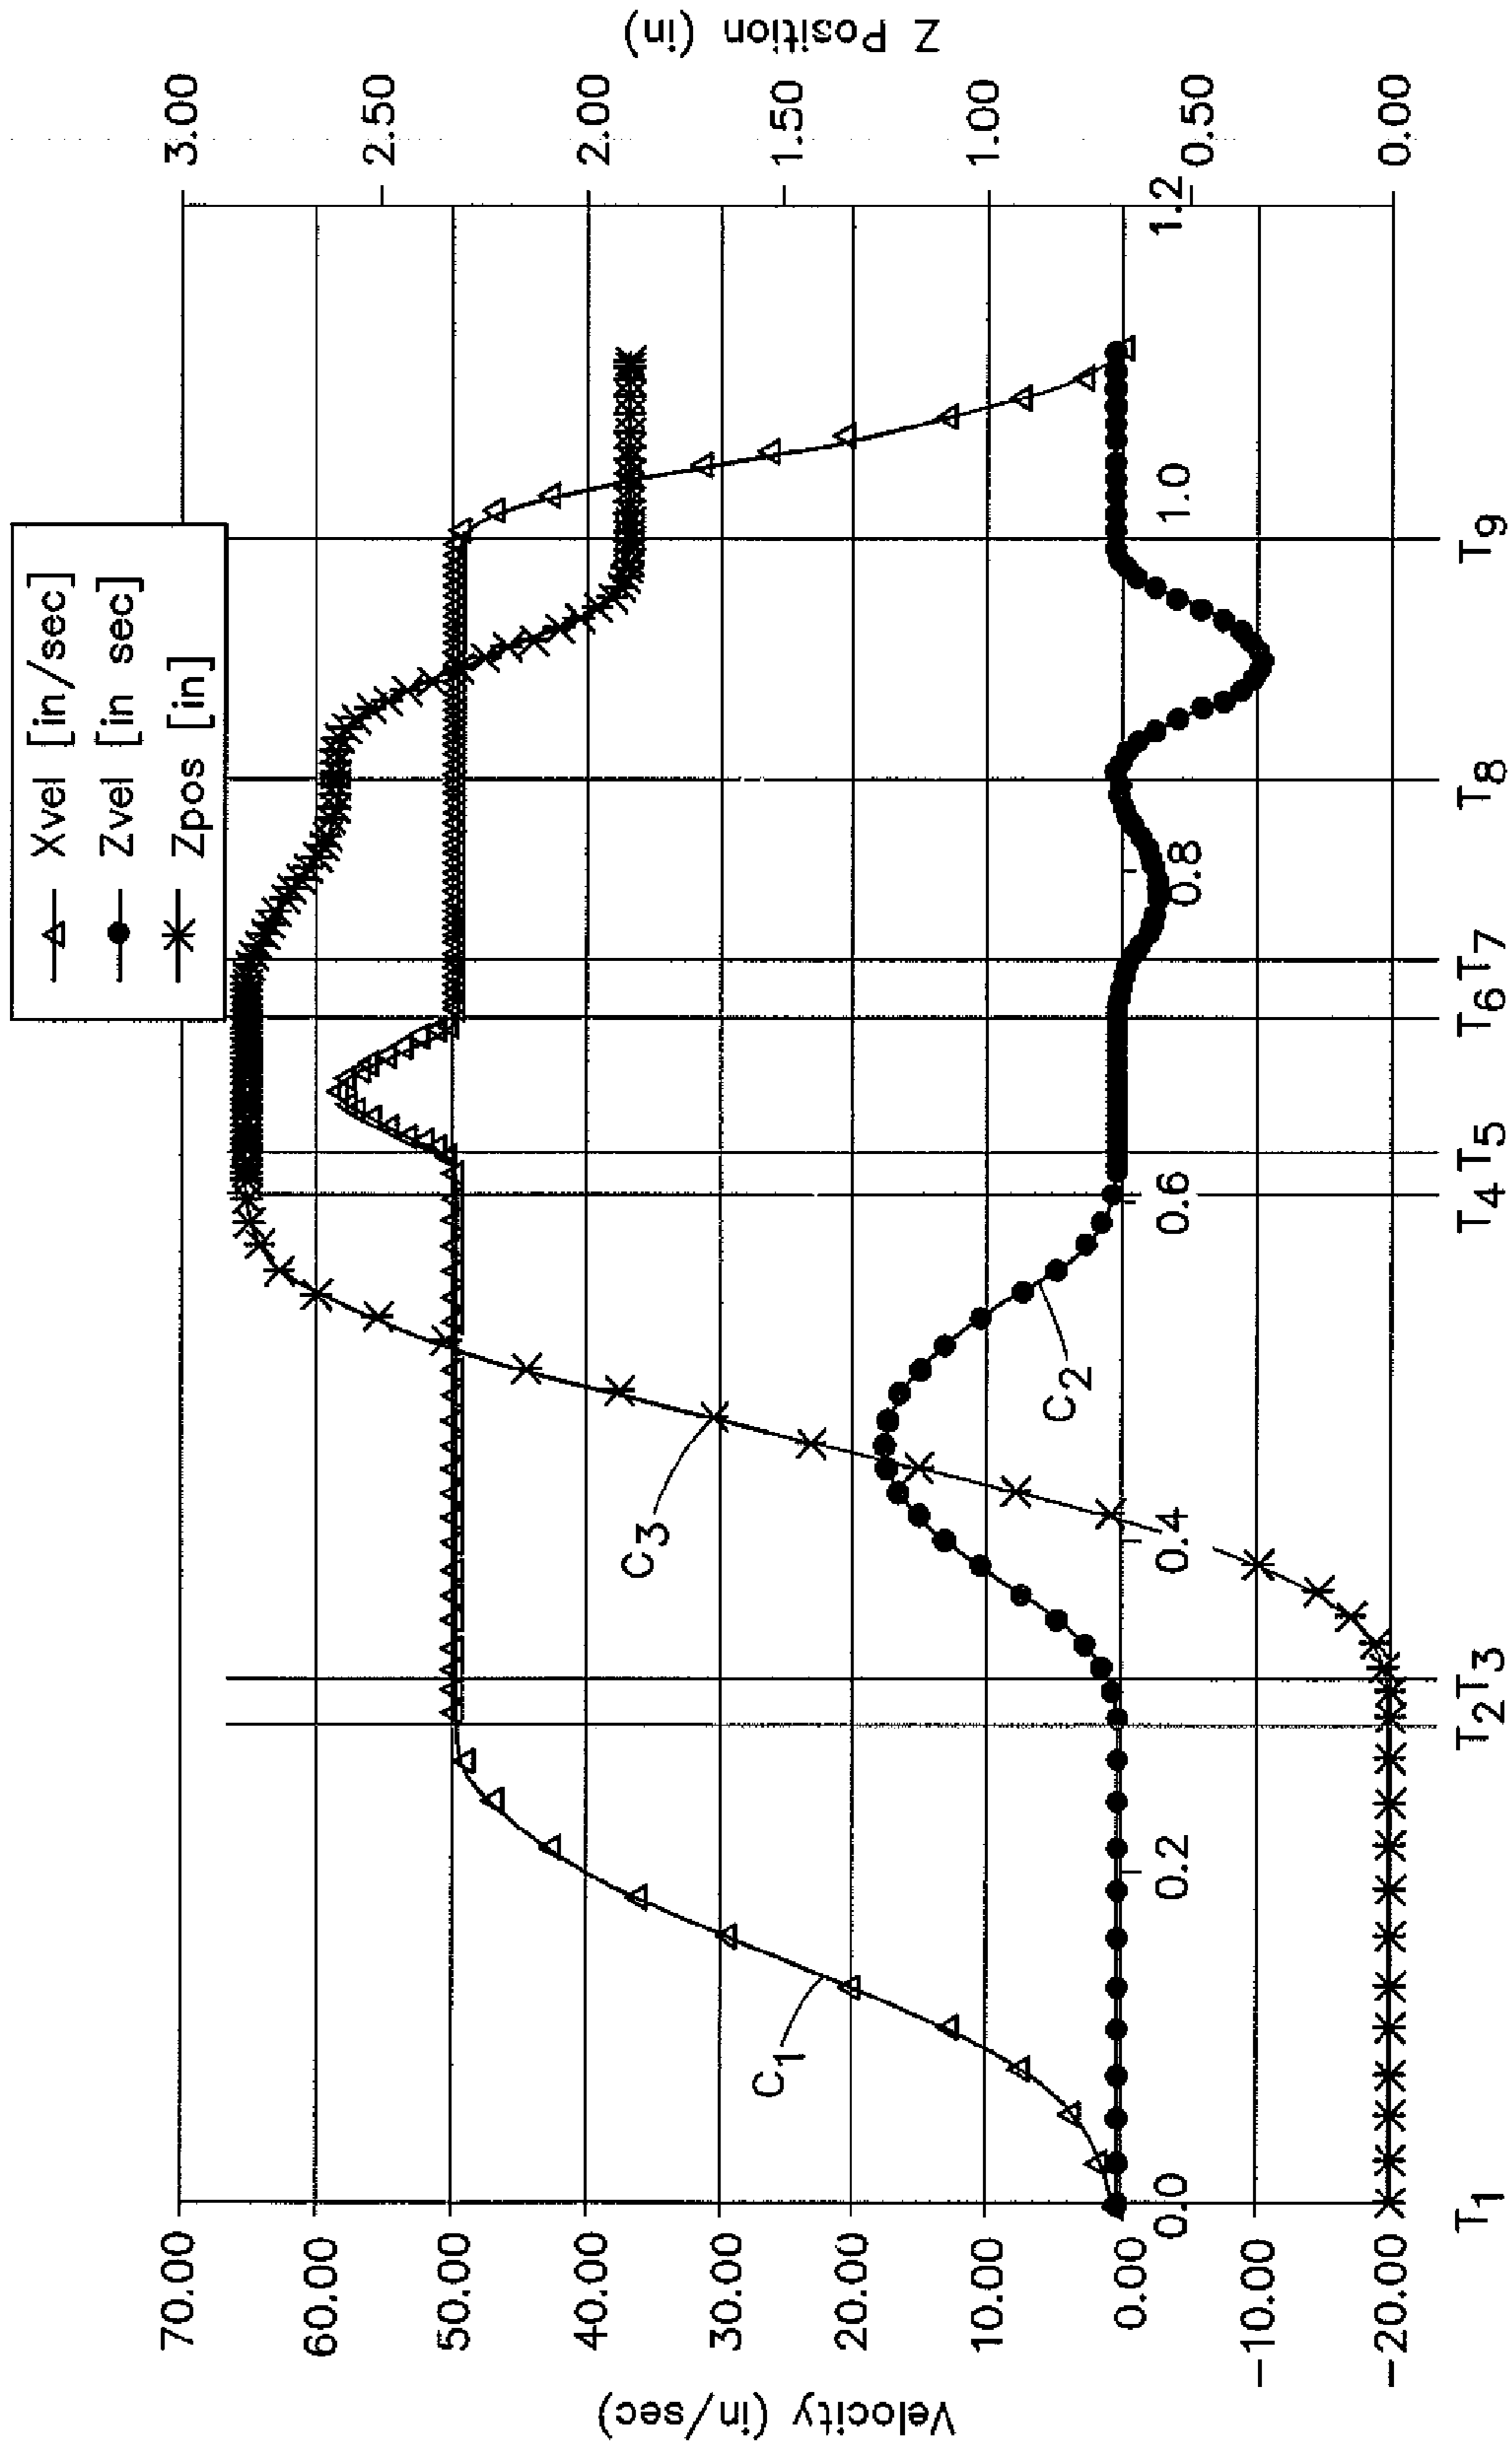 Xvel [in/sec]
Zvel [in sec]
Zpos [in]
Velocity (in/sec)
70.00
60.00
50.00
40.00
30.00
20.00
10.00
0.00
-10.00
-20.00
Z Position (in)
3.00
2.50
2.00
1.50
1.00
0.50
0.00
0.0
0.2
0.4
0.6
0.8
1.0
1.2
C1
C3
C2
T1
T2
T3
T4
T5
T6
T7
T8
T9